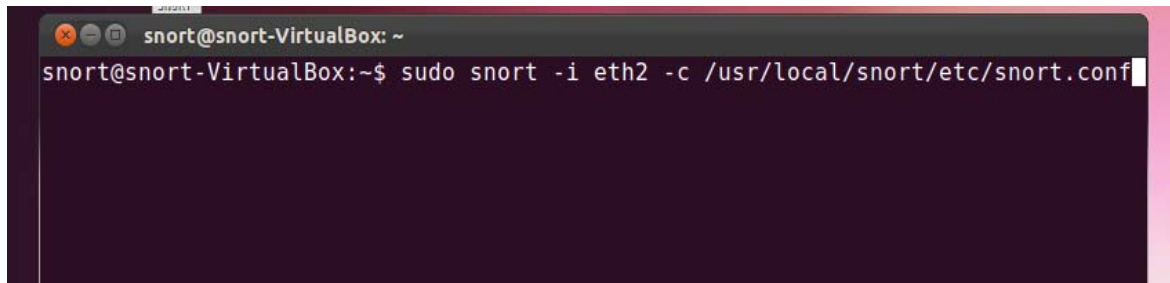 snort@snort-VirtualBox: ~
snort@snort-VirtualBox:~$ sudo snort -i eth2 -c /usr/local/snort/etc/snort.conf